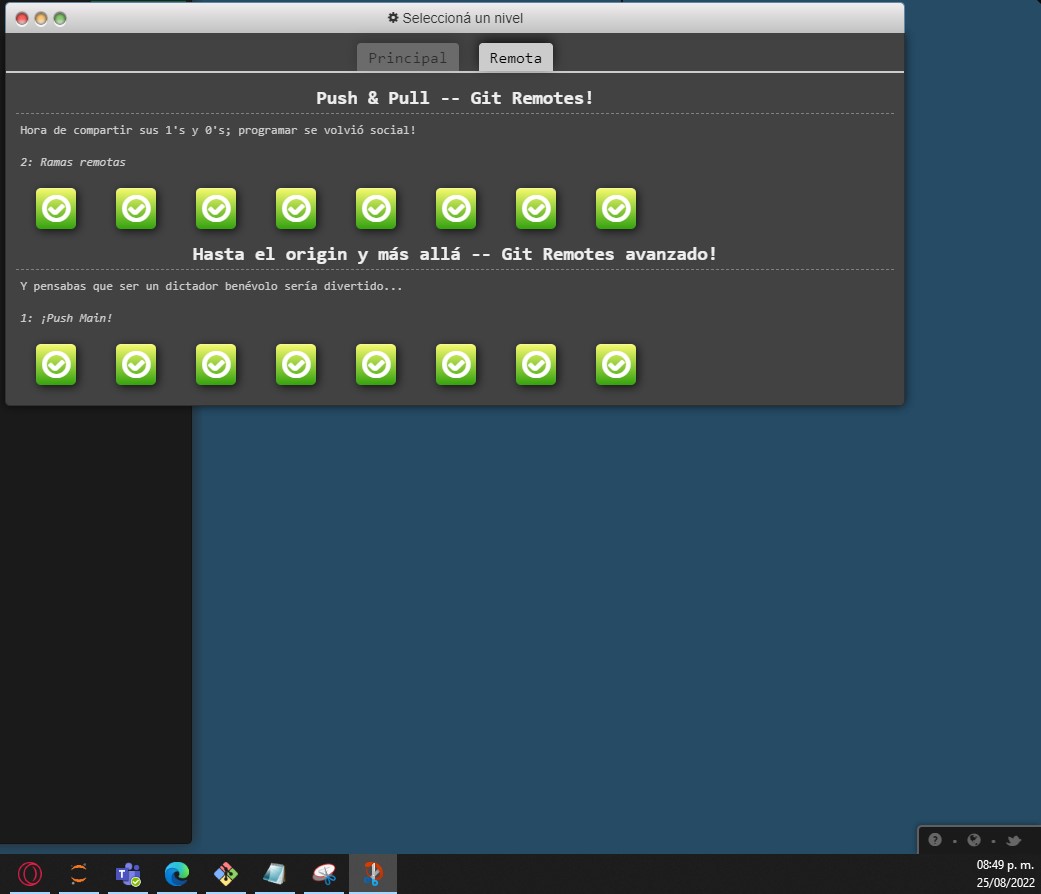 Seleccioná un nivel
Principal
Remota
Push & Pull -- Git Remotes!
Hora de compartir sus 1's y 0's; programar se volvió social!
2: Ramas remotas
Hasta el origin y más allá -- Git Remotes avanzado!
Y pensabas que ser un dictador benévolo sería divertido...
1: ¡Push Main!
08:49 p. m.
25/08/2022